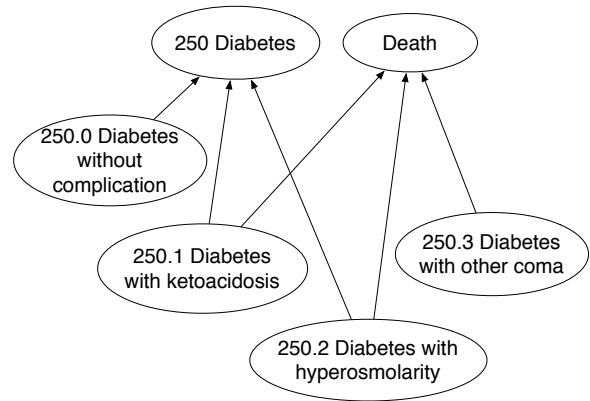 250 Diabetes
Death
250.0 Diabetes
without
complication
250.1 Diabetes
with ketoacidosis
250.3 Diabetes
with other coma
250.2 Diabetes with
hyperosmolarity